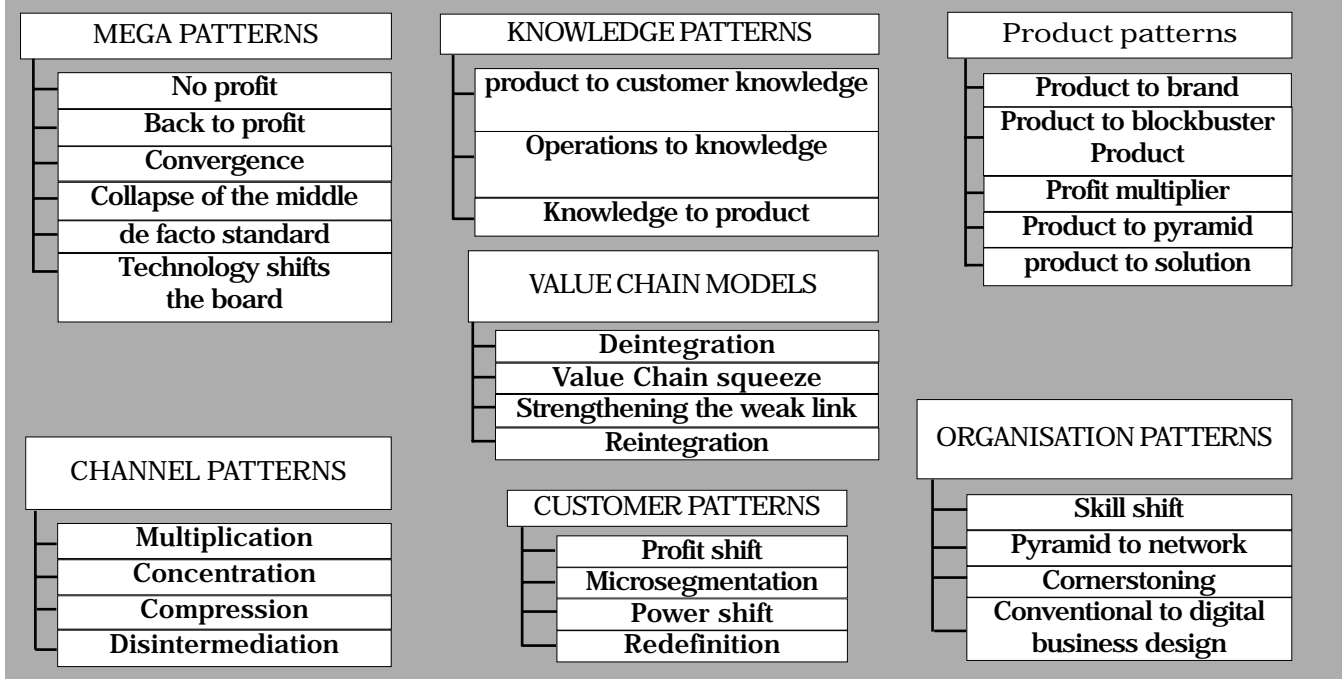 MEGA PATTERNS
No profit
Back to profit
Convergence
Collapse of the middle
de facto standard
Technology shifts
the board
KNOWLEDGE PATTERNS
product to customer knowledge
Operations to knowledge
Knowledge to product
Product patterns
Product to brand
Product to blockbuster
Product
Profit multiplier
Product to pyramid
product to solution
VALUE CHAIN MODELS
Deintegration
Value Chain squeeze
Strengthening the weak link
Reintegration
CHANNEL PATTERNS
Multiplication
Concentration
Compression
Disintermediation
CUSTOMER PATTERNS
Profit shift
Microsegmentation
Power shift
Redefinition
ORGANISATION PATTERNS
Skill shift
Pyramid to network
Cornerstoning
Conventional to digital
business design